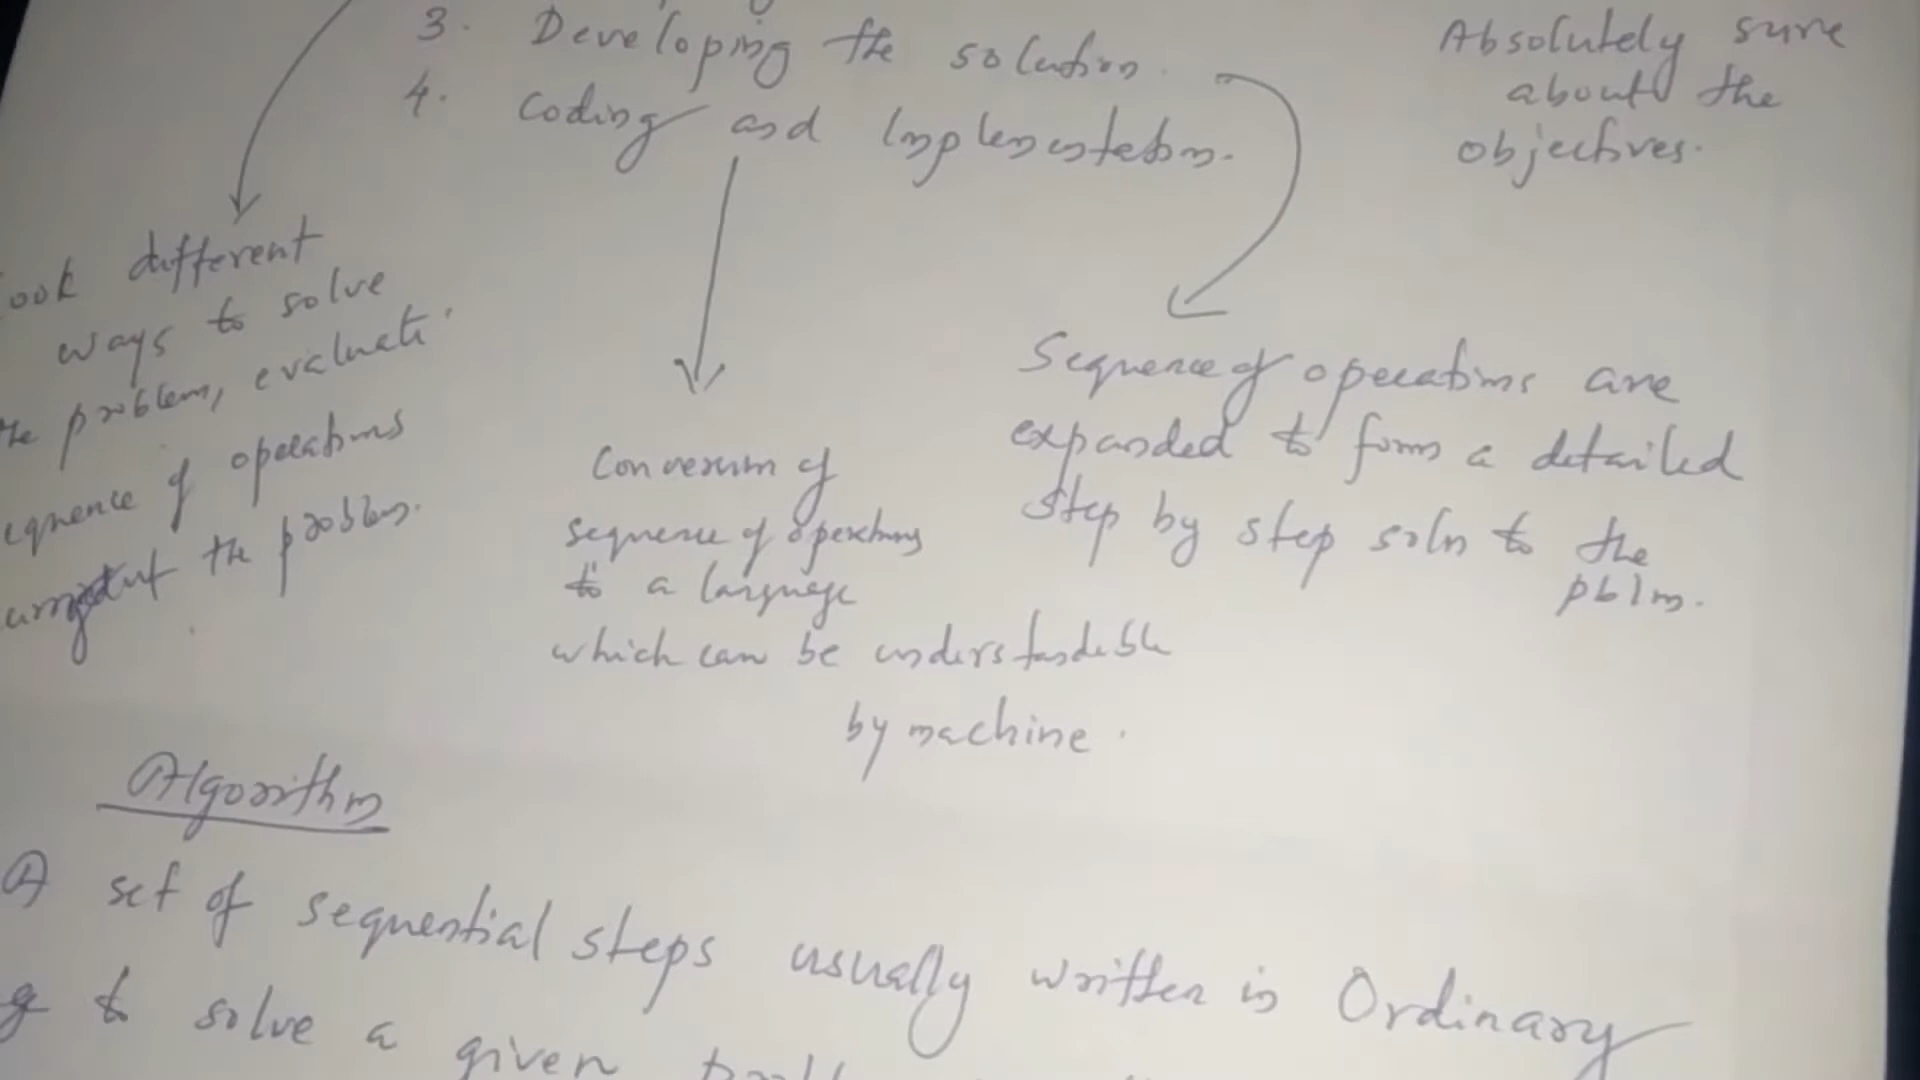 3. Developing the solution.
4. Coding and Implementation.
Absolutely sure
about the
objectives.
ook different
ways to solve
the problem, evaluate
equence of operations
the problem.
Conversion of
sequence of operations
to a language
which can be understandable
by machine.
Sequence of operations are
expanded to form a detailed
step by step soln to the
pblm.
Algorithm
A set of sequential steps usually written in Ordinary
to solve a given